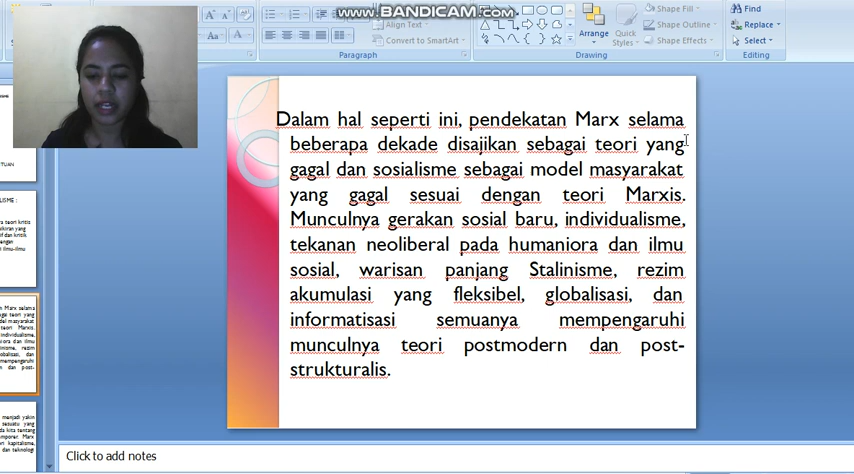 www.BANDICAM.com
Align Text
Convert to SmartArt
Paragraph
Arrange
Quick
Styles
Shape Fill
Shape Outline
Shape Effects
Drawing
Find
Replace
Select
Editing
Dalam hal seperti ini, pendekatan Marx selama
beberapa dekade disajikan sebagai teori yang
gagal dan sosialisme sebagai model masyarakat
yang gagal sesuai dengan teori Marxis.
Munculnya gerakan sosial baru, individualisme,
tekanan neoliberal pada humaniora dan ilmu
sosial, warisan panjang Stalinisme, rezim
akumulasi yang fleksibel, globalisasi, dan
informatisasi semuanya mempengaruhi
munculnya teori postmodern dan post-
strukturalis.
Click to add notes